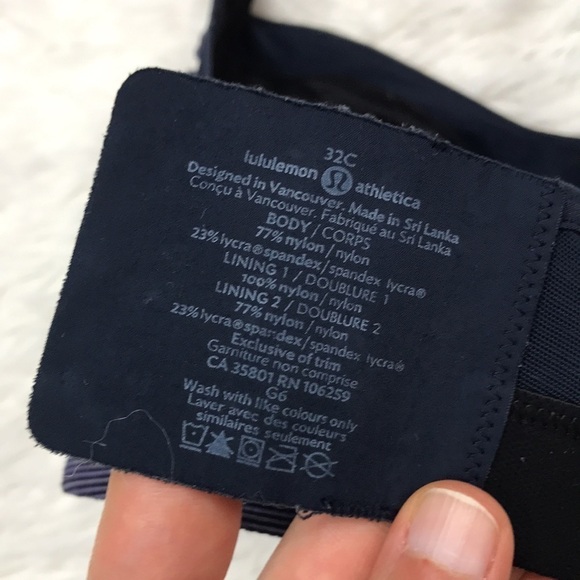 32C
lululemon athletica
Designed in Vancouver. Made in Sri Lanka
Conçu à Vancouver. Fabriqué au Sri Lanka
BODY / CORPS
77% nylon / nylon
23% lycra® spandex / spandex lycra®
LINING 1 / DOUBLURE 1
100% nylon / nylon
LINING 2 / DOUBLURE 2
77% nylon / nylon
23% lycra® spandex / spandex lycra®
Exclusive of trim
Garniture non comprise
CA 35801 RN 106259
G6
Wash with like colours only
Laver avec des couleurs
similaires seulement